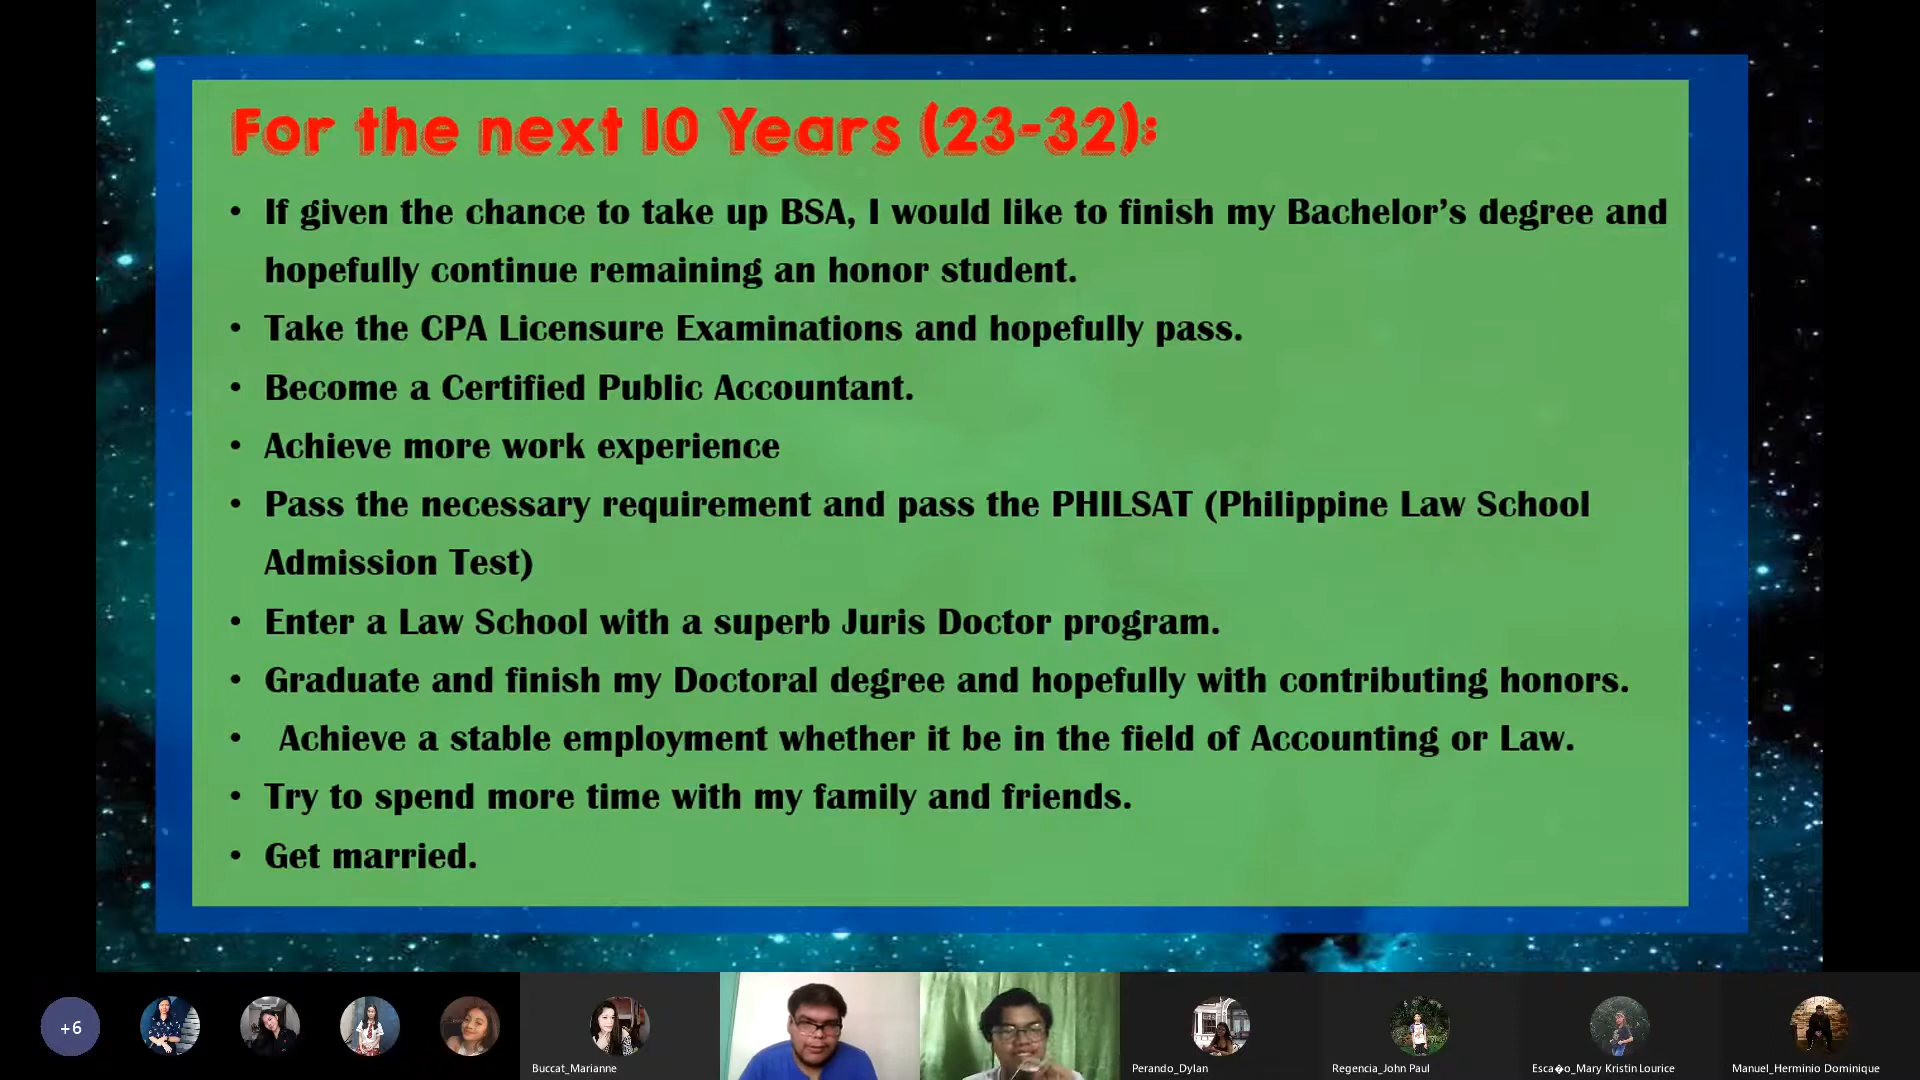 For the next 10 Years (23-32):
• If given the chance to take up BSA, I would like to finish my Bachelor's degree and
hopefully continue remaining an honor student.
• Take the CPA Licensure Examinations and hopefully pass.
• Become a Certified Public Accountant.
• Achieve more work experience
• Pass the necessary requirement and pass the PHILSAT (Philippine Law School
Admission Test)
• Enter a Law School with a superb Juris Doctor program.
• Graduate and finish my Doctoral degree and hopefully with contributing honors.
• Achieve a stable employment whether it be in the field of Accounting or Law.
• Try to spend more time with my family and friends.
• Get married.
+6
Buccat_Marianne
Perando_Dylan
Regencia_John Paul
Esca�o_Mary Kristin Lourice
Manuel_Herminio Dominique